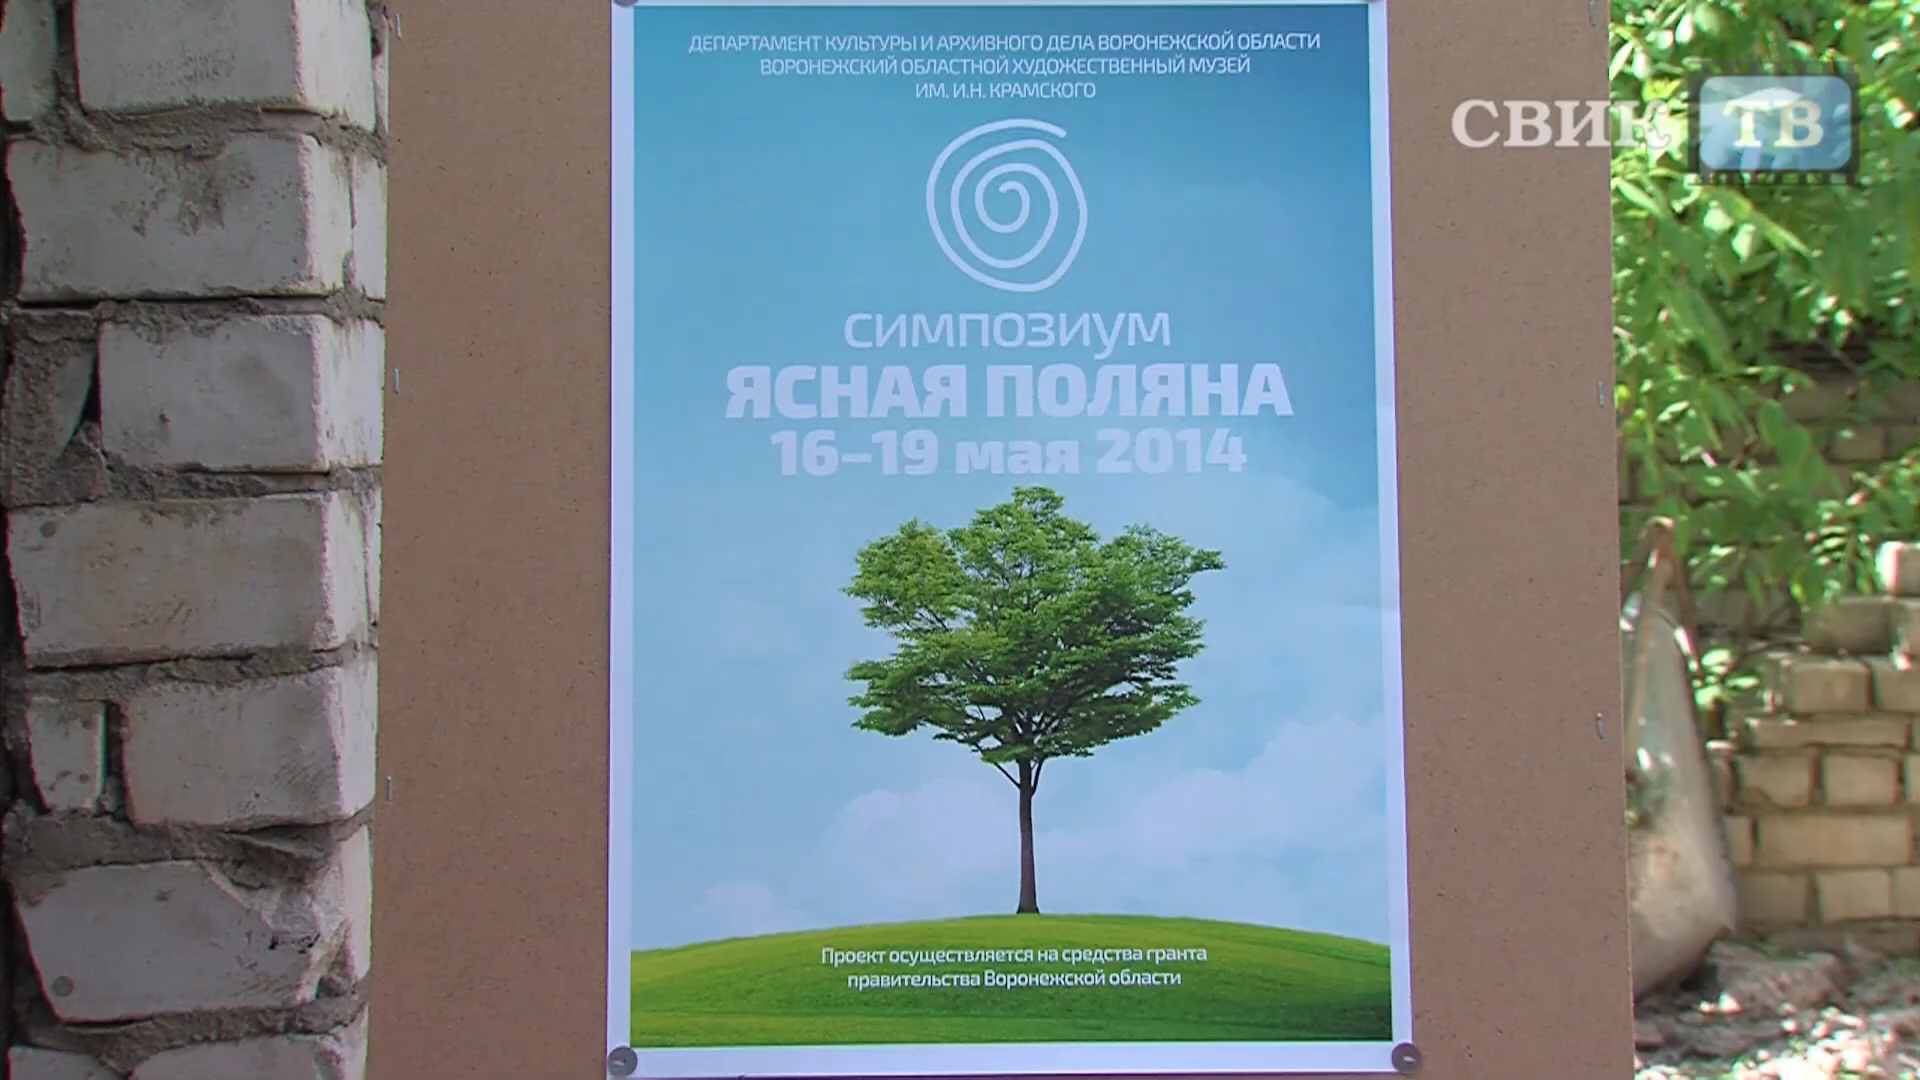 ДЕПАРТАМЕНТ КУЛЬТУРЫ И АРХИВНОГО ДЕЛА ВОРОНЕЖСКОЙ ОБЛАСТИ
ВОРОНЕЖСКИЙ ОБЛАСТНОЙ ХУДОЖЕСТВЕННЫЙ МУЗЕЙ
ИМ. И.Н. КРАМСКОГО
СВИК ТВ
СИМПОЗИУМ
ЯСНАЯ ПОЛЯНА
16–19 мая 2014
Проект осуществляется на средства гранта
правительства Воронежской области